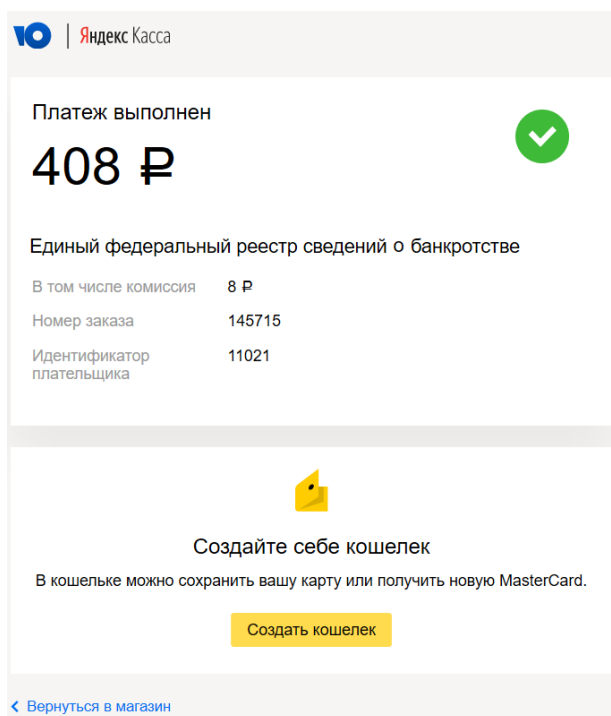 Яндекс Касса
Платеж выполнен
408 ₽
Единый федеральный реестр сведений о банкротстве
В том числе комиссия 8 ₽
Номер заказа 145715
Идентификатор 11021
плательщика
Создайте себе кошелек
В кошельке можно сохранить вашу карту или получить новую MasterCard.
Создать кошелек
Вернуться в магазин